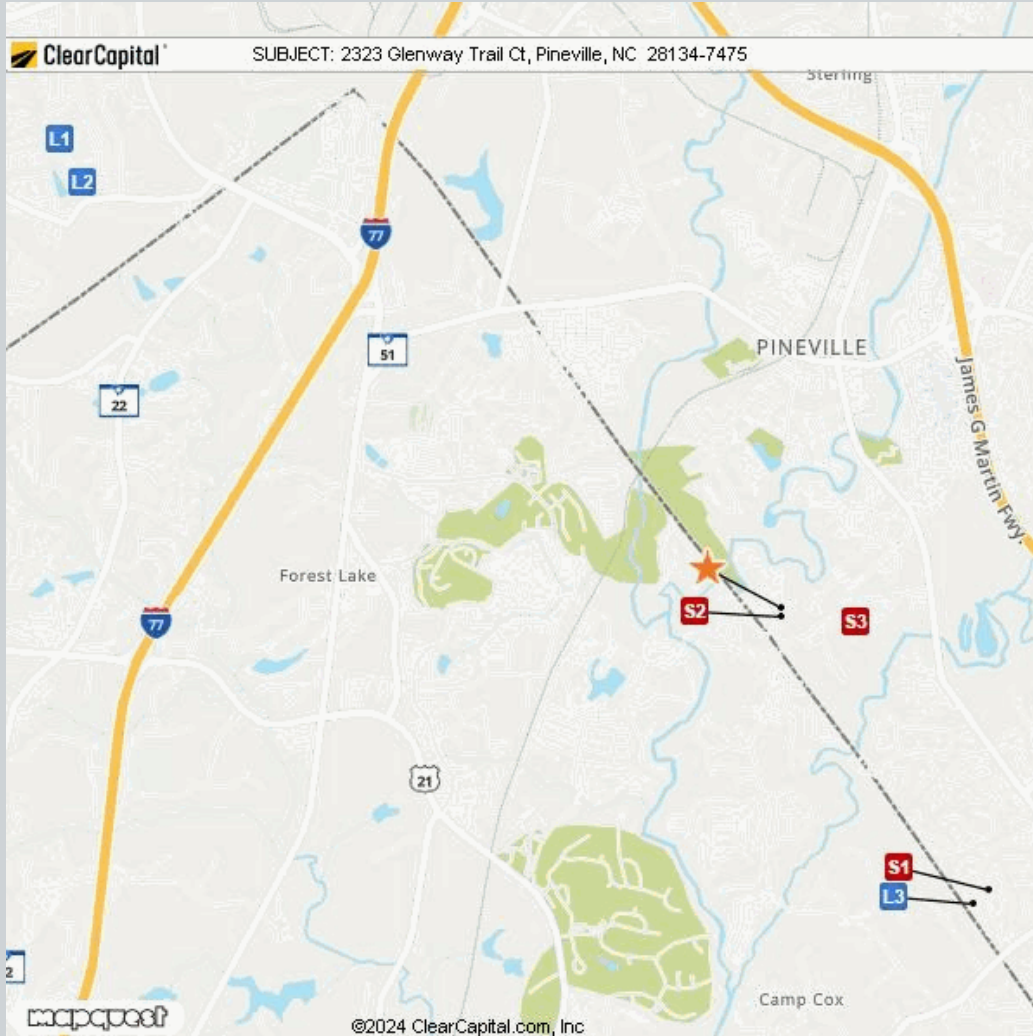 ClearCapital SUBJECT: 2323 Glenway Trail Ct, Pineville, NC 28134-7475
Sterling
L1
L2
77
51
PINEVILLE
22
James G Martin Fwy.
Forest Lake
S2
S3
77
21
S1
L3
2
Camp Cox
mapquest
©2024 ClearCapital.com, Inc